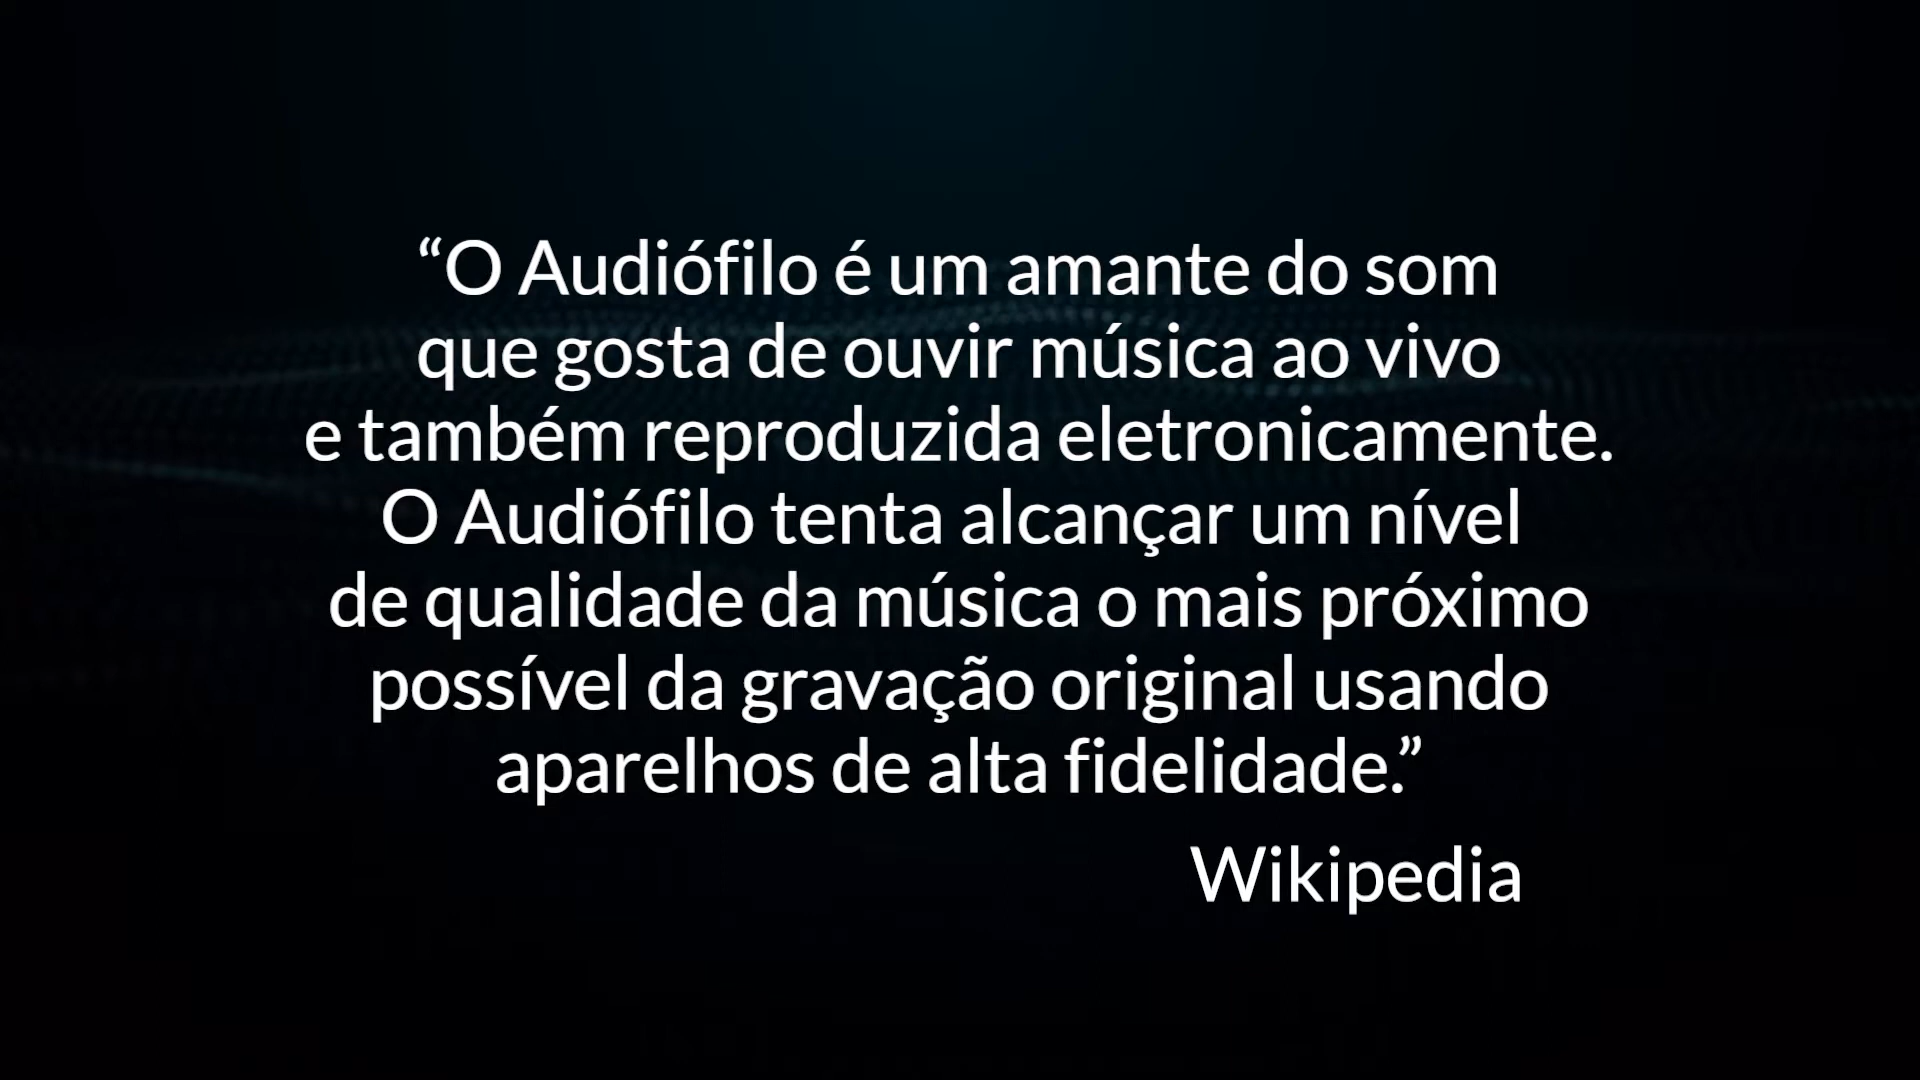 “O Audiófilo é um amante do som
que gosta de ouvir música ao vivo
e também reproduzida eletronicamente.
O Audiófilo tenta alcançar um nível
de qualidade da música o mais próximo
possível da gravação original usando
aparelhos de alta fidelidade.”
Wikipedia